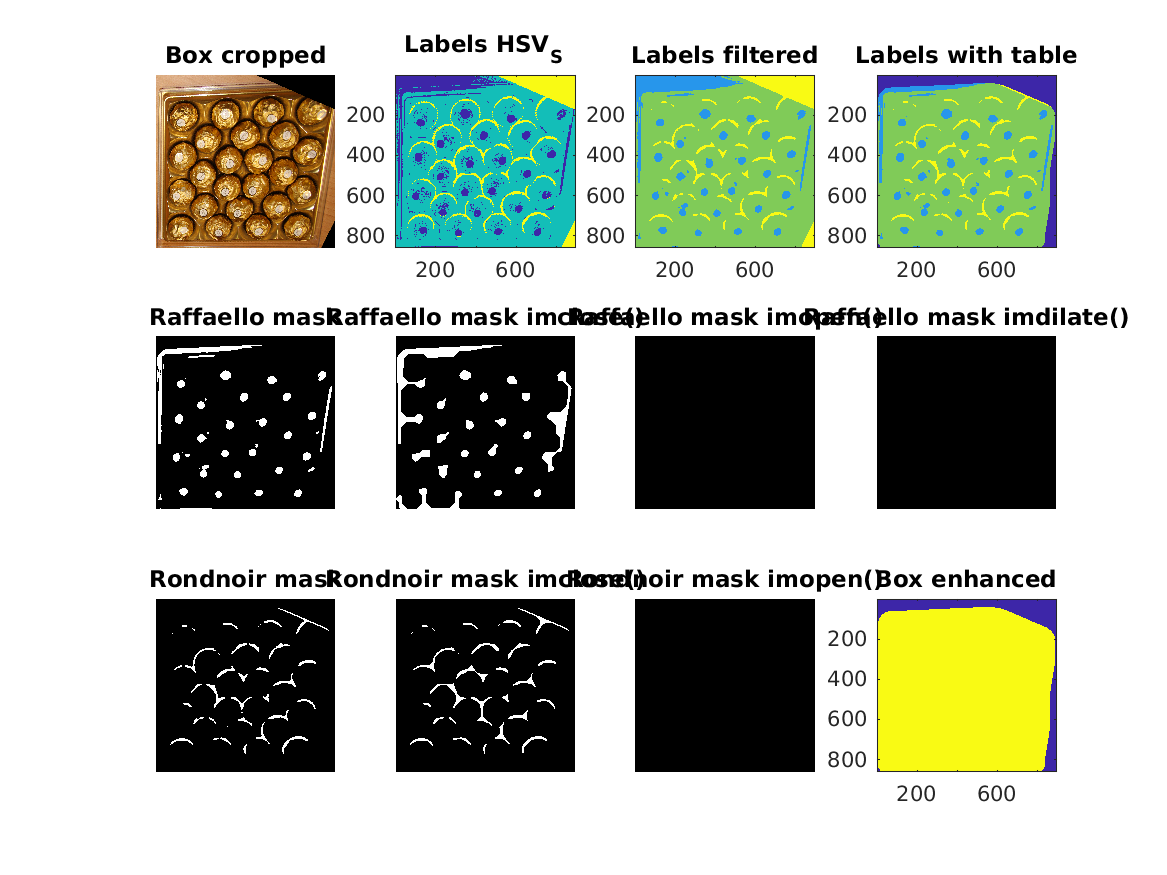 Box cropped
Labels HSV_S
Labels filtered
Labels with table
200
400
600
800
200
600
200
400
600
800
200
600
200
400
600
800
200
600
Raffaello mask
Raffaello mask imclose()
Raffaello mask imopen()
Raffaello mask imdilate()
Rondnoir mask
Rondnoir mask imclose()
Rondnoir mask imopen()
Box enhanced
200
400
600
800
200
600